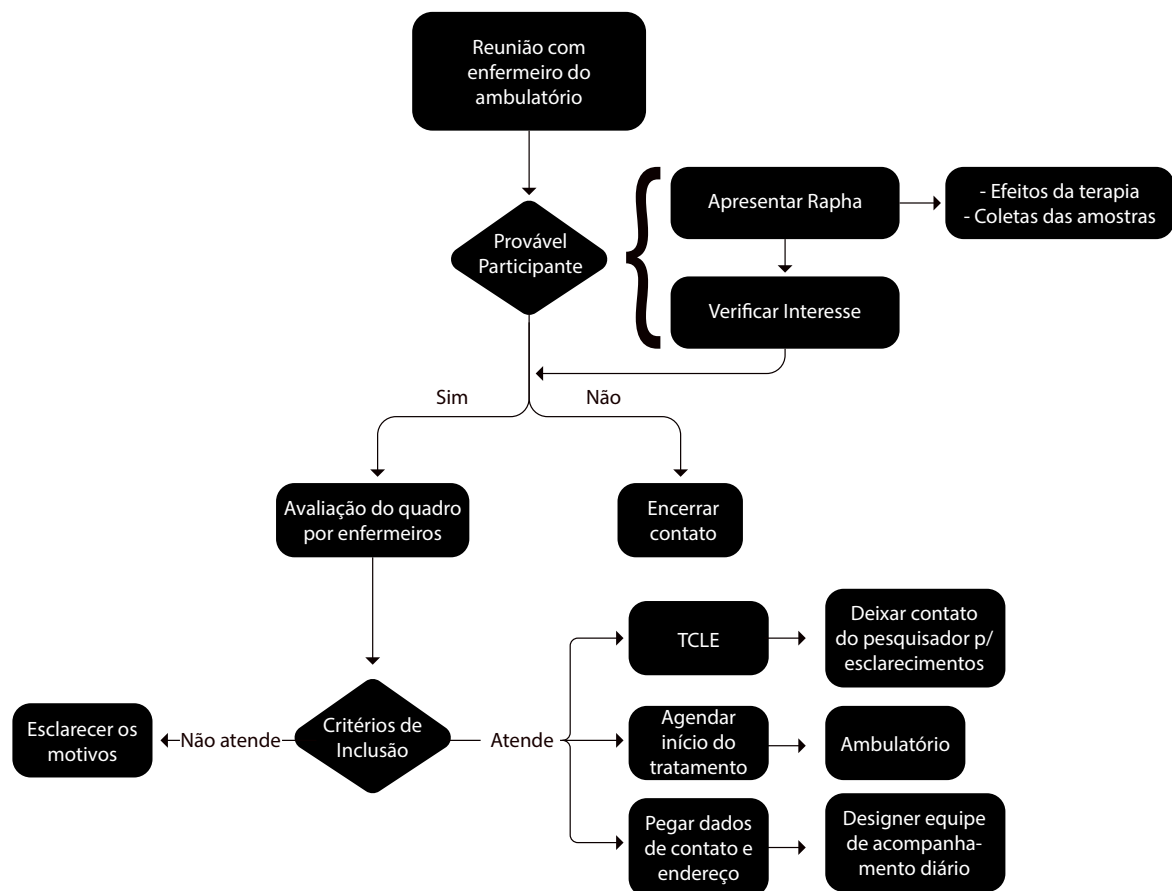 Reunião com
enfermeiro do
ambulatório
Provável
Participante
Apresentar Rapha
- Efeitos da terapia
- Coletas das amostras
Verificar Interesse
Sim
Não
Avaliação do quadro
por enfermeiros
Encerrar
contato
Critérios de
Inclusão
Não atende
Esclarecer os
motivos
Atende
TCLE
Deixar contato
do pesquisador p/
esclarecimentos
Agendar
início do
tratamento
Ambulatório
Pegar dados
de contato e
endereço
Designer equipe
de acompanha-
mento diário